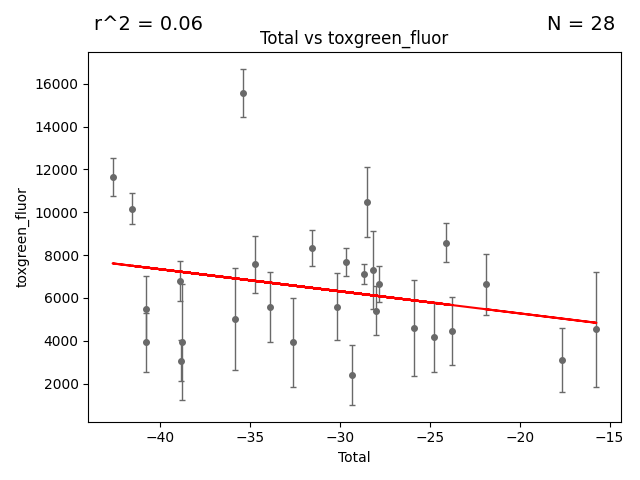 r^2 = 0.06
N = 28
Total vs toxgreen_fluor
16000
14000
12000
10000
8000
6000
4000
2000
toxgreen_fluor
−40
−35
−30
−25
−20
−15
Total